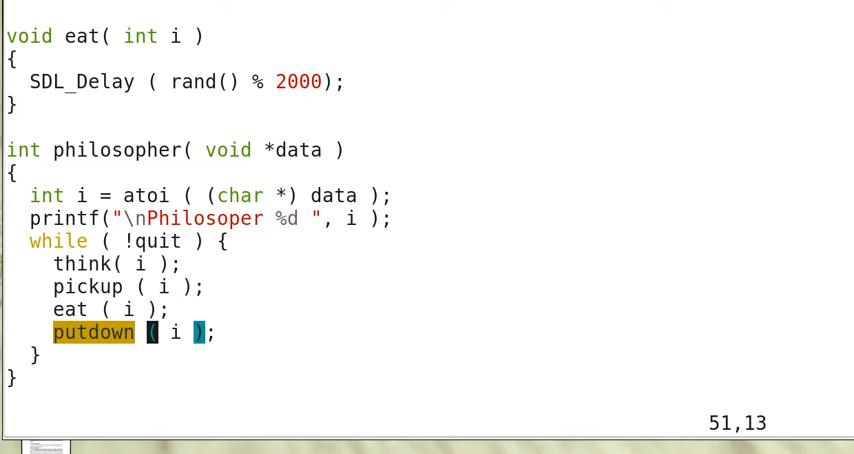 void eat( int i )
{
  SDL_Delay ( rand() % 2000);
}
int philosopher( void *data )
{
  int i = atoi ( (char *) data );
  printf("\nPhilosoper %d ", i );
  while ( !quit ) {
    think( i );
    pickup ( i );
    eat ( i );
    putdown ( i );
  }
}
51,13